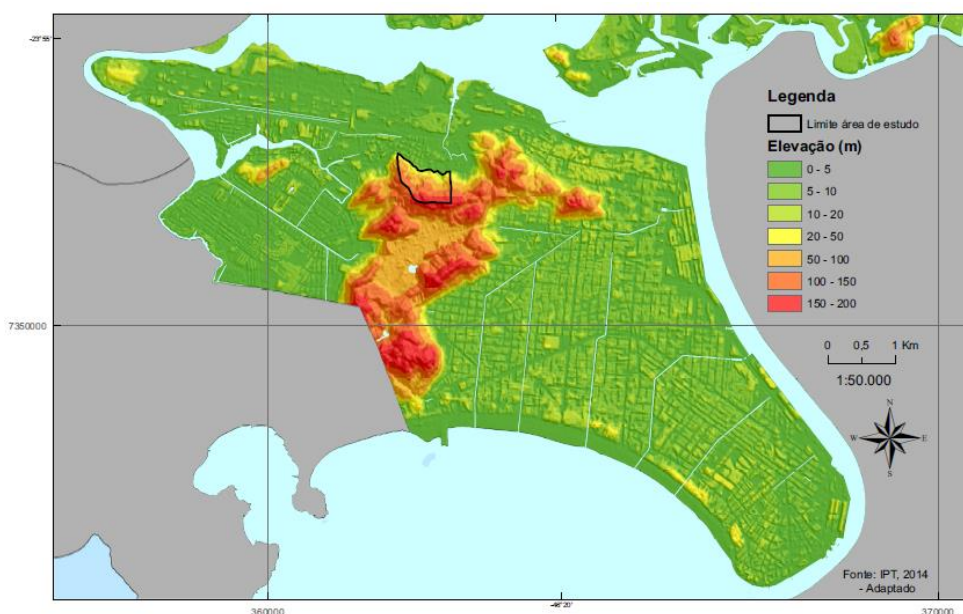 -23°55'
Legenda
Limite área de estudo
Elevação (m)
0 - 5
5 - 10
10 - 20
20 - 50
50 - 100
100 - 150
150 - 200
7350000
0 0,5 1 Km
1:50.000
N
W E
S
Fonte: IPT, 2014
- Adaptado
360000 -46°20' 370000